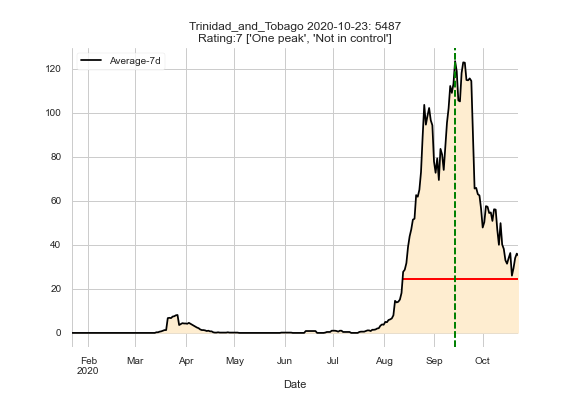 Trinidad_and_Tobago 2020-10-23: 5487
Rating:7 ['One peak', 'Not in control']
Average-7d
120
100
80
60
40
20
0
Feb Mar Apr May Jun Jul Aug Sep Oct
2020
Date